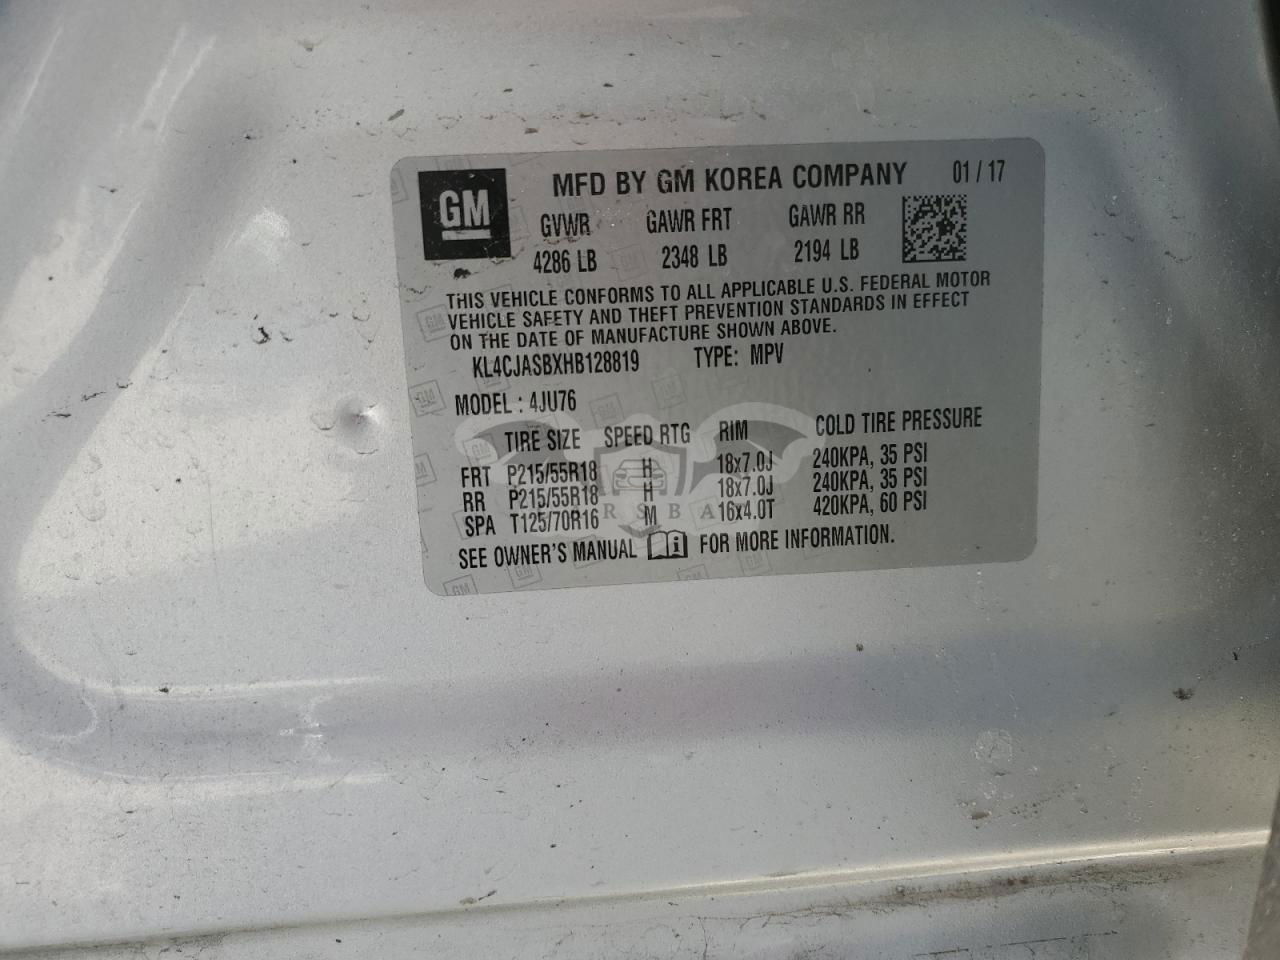 GM MFD BY GM KOREA COMPANY 01 / 17
GVWR GAWR FRT GAWR RR
4286 LB 2348 LB 2194 LB
THIS VEHICLE CONFORMS TO ALL APPLICABLE U.S. FEDERAL MOTOR
VEHICLE SAFETY AND THEFT PREVENTION STANDARDS IN EFFECT
ON THE DATE OF MANUFACTURE SHOWN ABOVE.
KL4CJASBXHB128819 TYPE: MPV
MODEL : 4JU76
TIRE SIZE SPEED RTG RIM COLD TIRE PRESSURE
FRT P215/55R18 H 18x7.0J 240KPA, 35 PSI
RR P215/55R18 H 18x7.0J 240KPA, 35 PSI
SPA T125/70R16 M 16x4.0T 420KPA, 60 PSI
SEE OWNER'S MANUAL i FOR MORE INFORMATION.